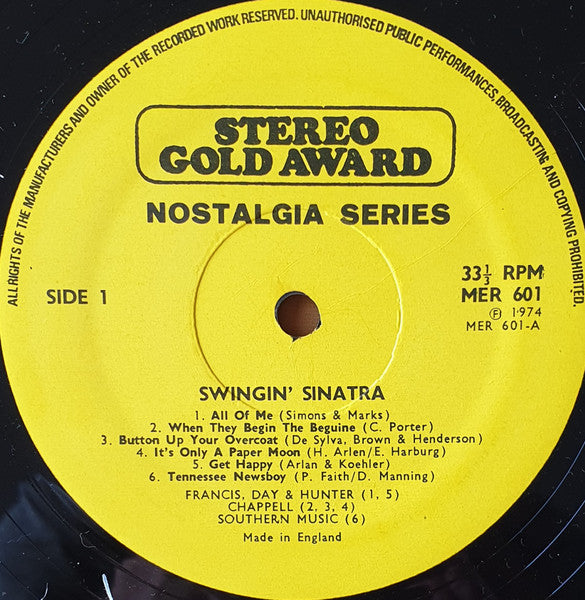 ALL RIGHTS OF THE MANUFACTURERS AND OWNER OF THE RECORDED WORK RESERVED. UNAUTHORISED PUBLIC PERFORMANCES, BROADCASTING AND COPYING PROHIBITED.
STEREO
GOLD AWARD
NOSTALGIA SERIES
SIDE 1
33⅓ RPM
MER 601
Ⓟ 1974
MER 601-A
SWINGIN' SINATRA
1. All Of Me (Simons & Marks)
2. When They Begin The Beguine (C. Porter)
3. Button Up Your Overcoat (De Sylva, Brown & Henderson)
4. It's Only A Paper Moon (H. Arlen/E. Harburg)
5. Get Happy (Arlan & Koehler)
6. Tennessee Newsboy (P. Faith/D. Manning)
FRANCIS, DAY & HUNTER (1, 5)
CHAPPELL (2, 3, 4)
SOUTHERN MUSIC (6)
Made in England